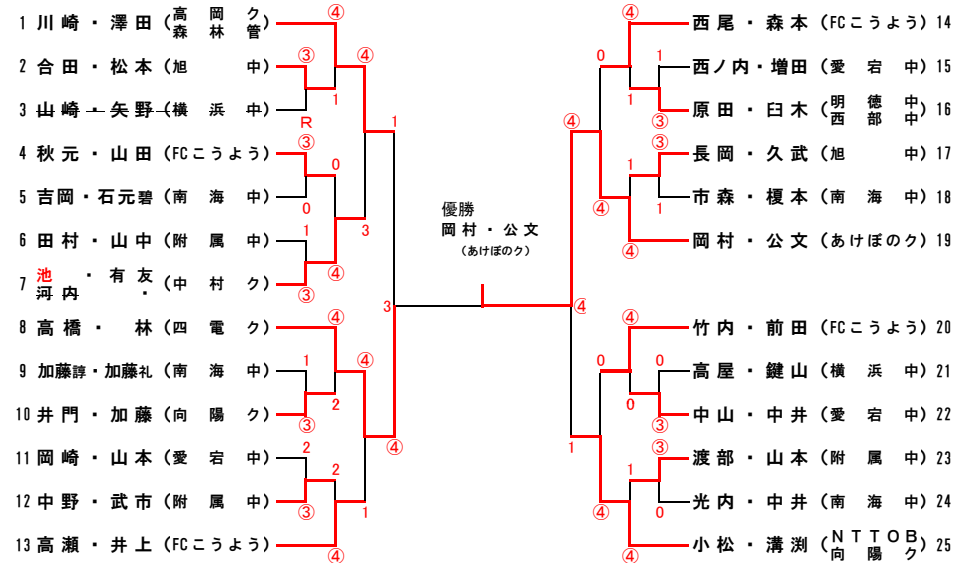 1 川崎・澤田 (高岡ク 森林管)
2 合田・松本 (旭中)
3 山崎・矢野 (横浜中)
4 秋元・山田 (FCこうよう)
5 吉岡・石元碧 (南海中)
6 田村・山中 (附属中)
7 池・有友 河内・ (中村ク)
8 高橋・林 (四電ク)
9 加藤諄・加藤礼 (南海中)
10 井門・加藤 (向陽ク)
11 岡崎・山本 (愛宕中)
12 中野・武市 (附属中)
13 高瀬・井上 (FCこうよう)
④
③
④
1
R
1
③
0
0
3
1
④
③
④
1
④
③
2
2
2
③
1
④
3
④
優勝
岡村・公文
(あけぼのク)
④
0
1
1
③
④
③
1
1
④
④
④
④
0
0
0
③
1
③
1
0
④
④
西尾・森本 (FCこうよう) 14
西ノ内・増田 (愛宕中) 15
原田・臼木 (明徳中 西部中) 16
長岡・久武 (旭中) 17
市森・榎本 (南海中) 18
岡村・公文 (あけぼのク) 19
竹内・前田 (FCこうよう) 20
高屋・鍵山 (横浜中) 21
中山・中井 (愛宕中) 22
渡部・山本 (附属中) 23
光内・中井 (南海中) 24
小松・溝渕 (NTTOB 向陽ク) 25